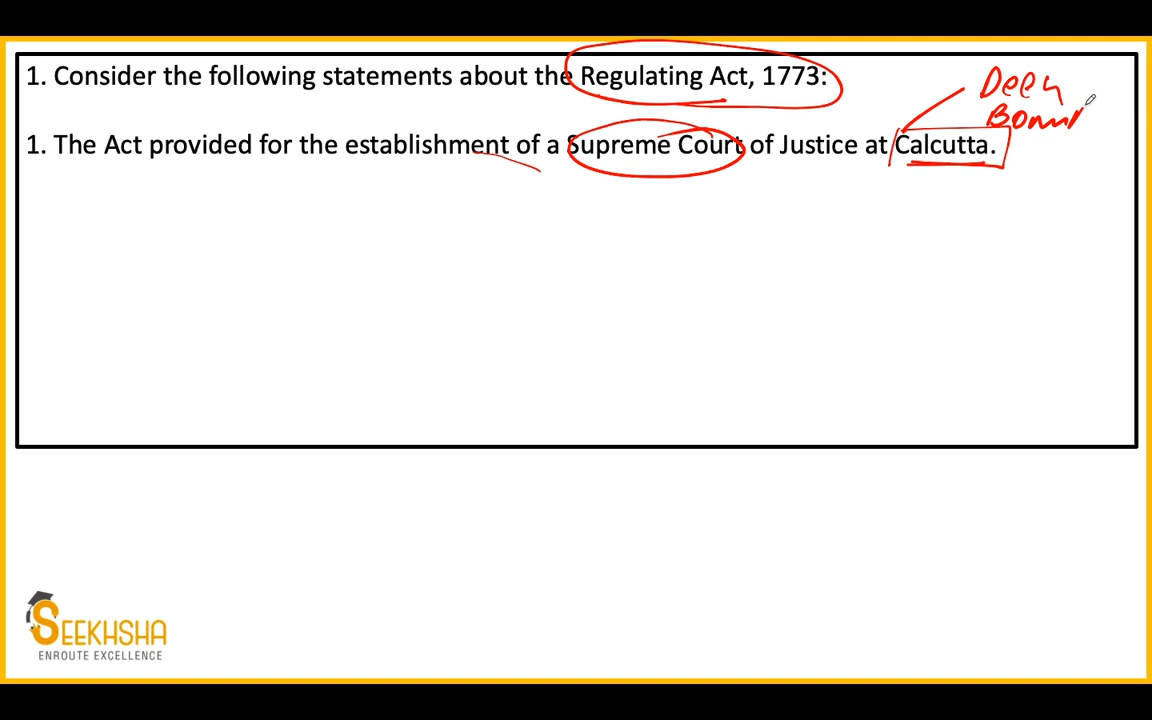 1. Consider the following statements about the Regulating Act, 1773:
1. The Act provided for the establishment of a Supreme Court of Justice at Calcutta.
SEEKHSHA
ENROUTE EXCELLENCE